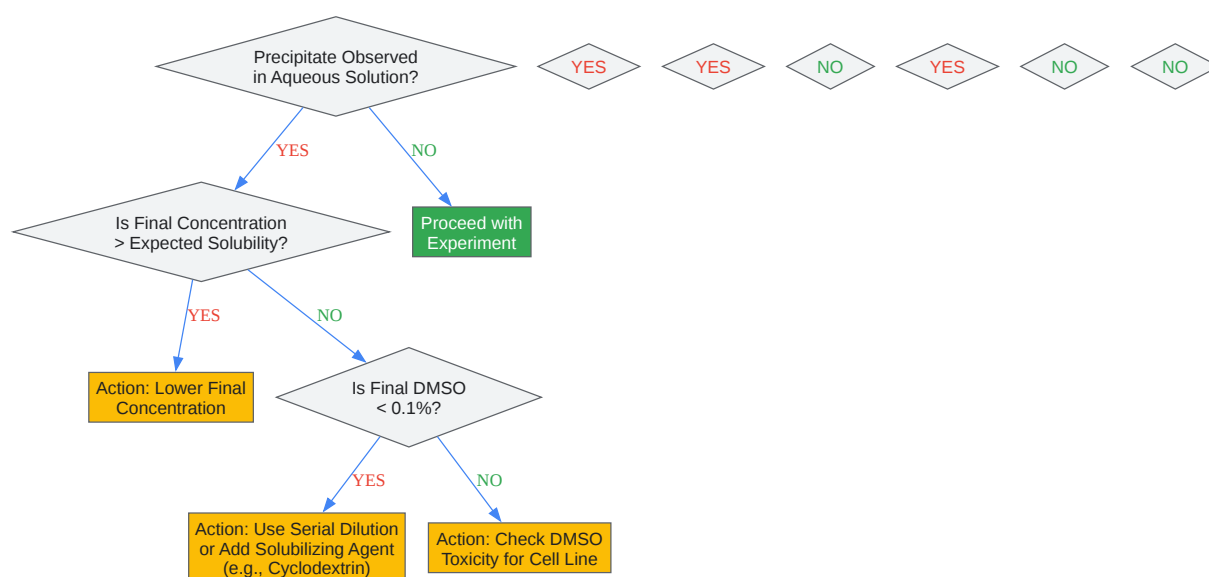 Precipitate Observed
in Aqueous Solution?
YES
YES
NO
YES
NO
NO
YES
NO
Is Final Concentration
> Expected Solubility?
Proceed with
Experiment
YES
NO
Action: Lower Final
Concentration
Is Final DMSO
< 0.1%?
YES
NO
Action: Use Serial Dilution
or Add Solubilizing Agent
(e.g., Cyclodextrin)
Action: Check DMSO
Toxicity for Cell Line